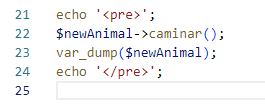 21 echo '<pre>';
22 $newAnimal->caminar();
23 var_dump($newAnimal);
24 echo '</pre>';
25